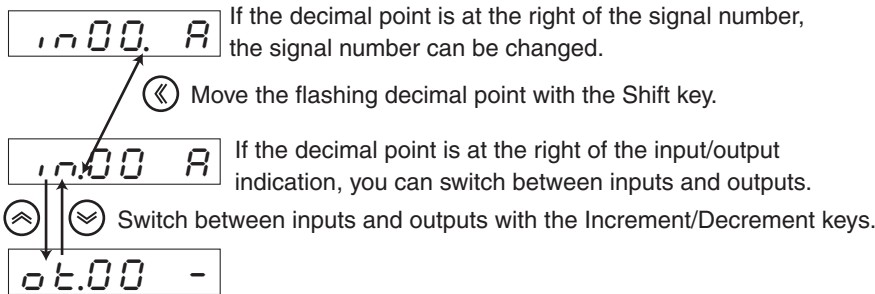 in00. A
If the decimal point is at the right of the signal number,
the signal number can be changed.
Move the flashing decimal point with the Shift key.
in.00 A
If the decimal point is at the right of the input/output
indication, you can switch between inputs and outputs.
Switch between inputs and outputs with the Increment/Decrement keys.
ot.00 -